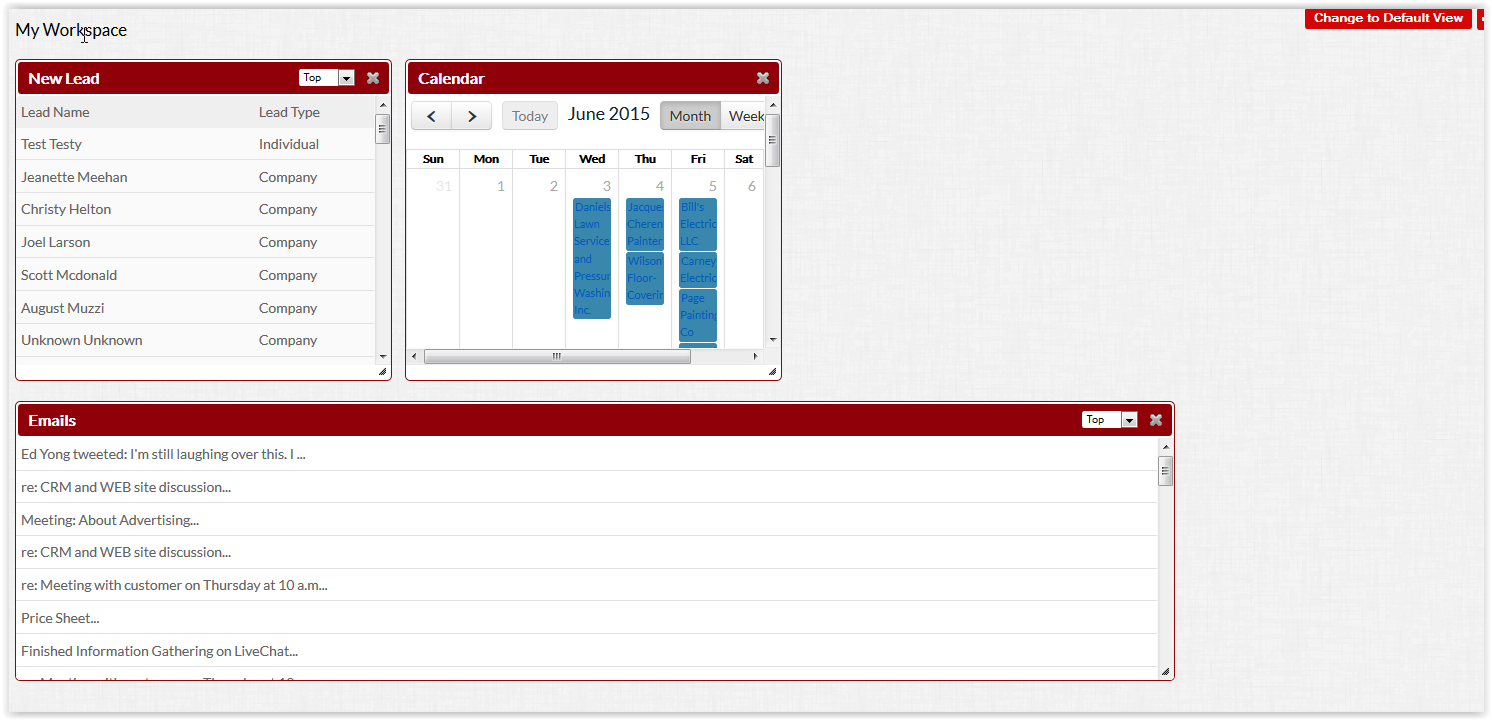 My Workspace
Change to Default View
New Lead
Top
Lead Name Lead Type
Test Testy Individual
Jeanette Meehan Company
Christy Helton Company
Joel Larson Company
Scott Mcdonald Company
August Muzzi Company
Unknown Unknown Company
Calendar
Today June 2015 Month Week
Sun Mon Tue Wed Thu Fri Sat
31 1 2 3 4 5 6
Daniels
Lawn
Service
and
Pressur
Washin
Inc.
Jacque
Cheren
Painter
Wilson
Floor-
Coverin
Bill's
Electric
LLC
Carney
Electric
Page
Painting
Co
Emails
Top
Ed Yong tweeted: I'm still laughing over this. I ...
re: CRM and WEB site discussion...
Meeting: About Advertising...
re: CRM and WEB site discussion...
re: Meeting with customer on Thursday at 10 a.m...
Price Sheet...
Finished Information Gathering on LiveChat...